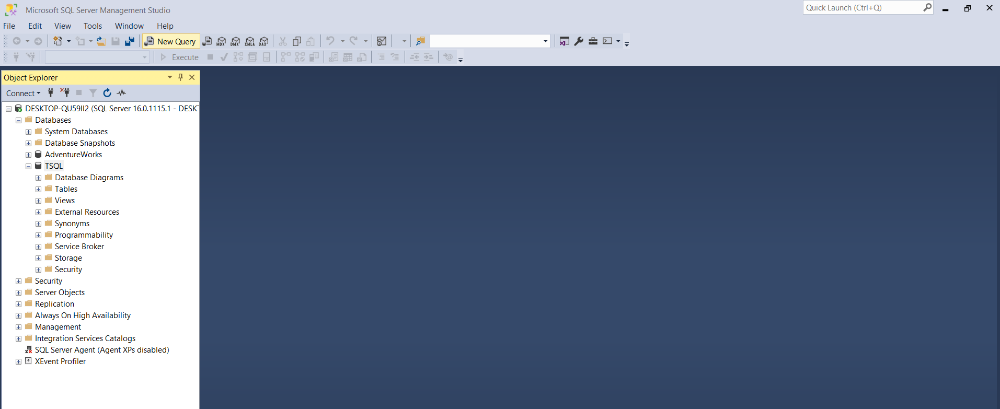 Microsoft SQL Server Management Studio
Quick Launch (Ctrl+Q)
File Edit View Tools Window Help
New Query MDX DMX XMLA DAX
Execute
Object Explorer
Connect
DESKTOP-QU59II2 (SQL Server 16.0.1115.1 - DESKT
Databases
System Databases
Database Snapshots
AdventureWorks
TSQL
Database Diagrams
Tables
Views
External Resources
Synonyms
Programmability
Service Broker
Storage
Security
Security
Server Objects
Replication
Always On High Availability
Management
Integration Services Catalogs
SQL Server Agent (Agent XPs disabled)
XEvent Profiler